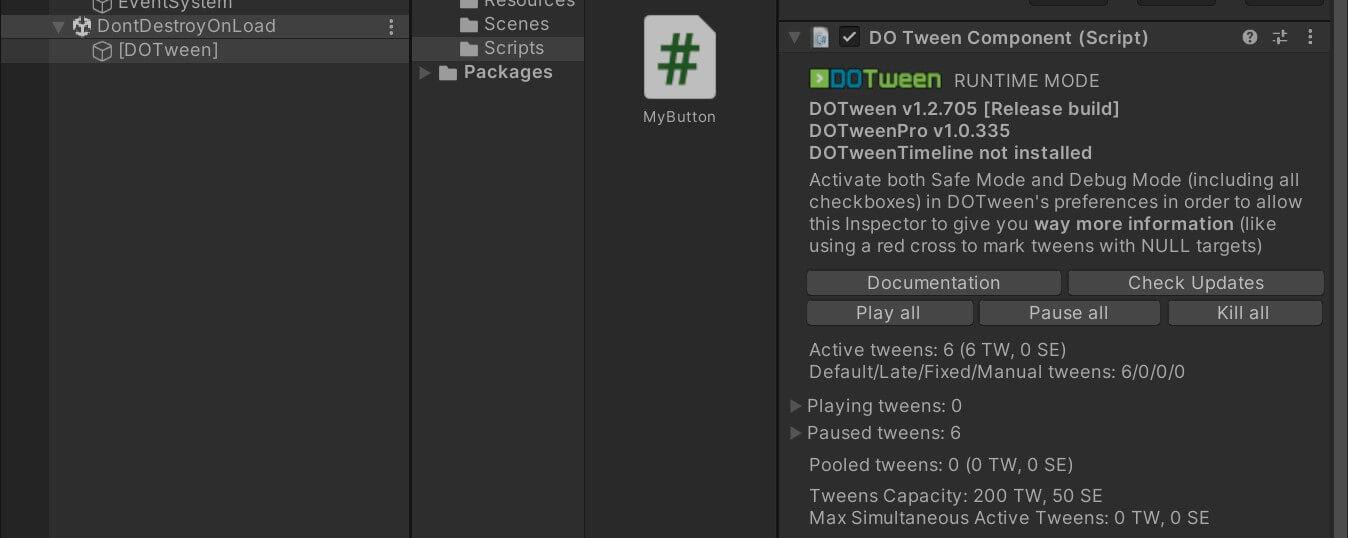 EventSystem
DontDestroyOnLoad
[DOTween]
Resources
Scenes
Scripts
Packages
#
MyButton
DO Tween Component (Script)
DOTween RUNTIME MODE
DOTween v1.2.705 [Release build]
DOTweenPro v1.0.335
DOTweenTimeline not installed
Activate both Safe Mode and Debug Mode (including all
checkboxes) in DOTween's preferences in order to allow
this Inspector to give you way more information (like
using a red cross to mark tweens with NULL targets)
Documentation Check Updates
Play all Pause all Kill all
Active tweens: 6 (6 TW, 0 SE)
Default/Late/Fixed/Manual tweens: 6/0/0/0
Playing tweens: 0
Paused tweens: 6
Pooled tweens: 0 (0 TW, 0 SE)
Tweens Capacity: 200 TW, 50 SE
Max Simultaneous Active Tweens: 0 TW, 0 SE